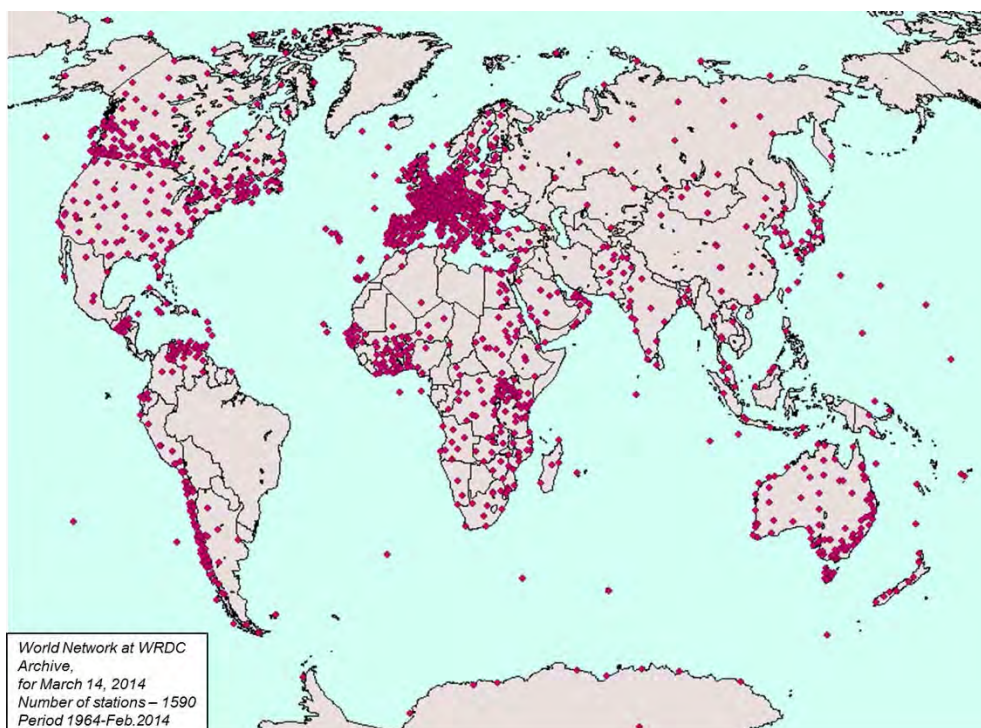 World Network at WRDC
Archive,
for March 14, 2014
Number of stations – 1590
Period 1964-Feb.2014